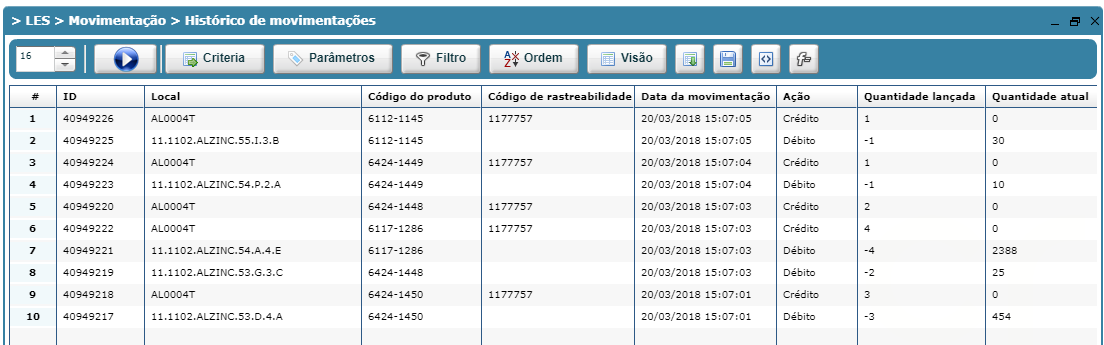 > LES > Movimentação > Histórico de movimentações
16 Criteria Parâmetros Filtro Ordem Visão
# ID Local Código do produto Código de rastreabilidade Data da movimentação Ação Quantidade lançada Quantidade atual
1 40949226 AL0004T 6112-1145 1177757 20/03/2018 15:07:05 Crédito 1 0
2 40949225 11.1102.ALZINC.55.I.3.B 6112-1145 20/03/2018 15:07:05 Débito -1 30
3 40949224 AL0004T 6424-1449 1177757 20/03/2018 15:07:04 Crédito 1 0
4 40949223 11.1102.ALZINC.54.P.2.A 6424-1449 20/03/2018 15:07:04 Débito -1 10
5 40949220 AL0004T 6424-1448 1177757 20/03/2018 15:07:03 Crédito 2 0
6 40949222 AL0004T 6117-1286 1177757 20/03/2018 15:07:03 Crédito 4 0
7 40949221 11.1102.ALZINC.54.A.4.E 6117-1286 20/03/2018 15:07:03 Débito -4 2388
8 40949219 11.1102.ALZINC.53.G.3.C 6424-1448 20/03/2018 15:07:03 Débito -2 25
9 40949218 AL0004T 6424-1450 1177757 20/03/2018 15:07:01 Crédito 3 0
10 40949217 11.1102.ALZINC.53.D.4.A 6424-1450 20/03/2018 15:07:01 Débito -3 454